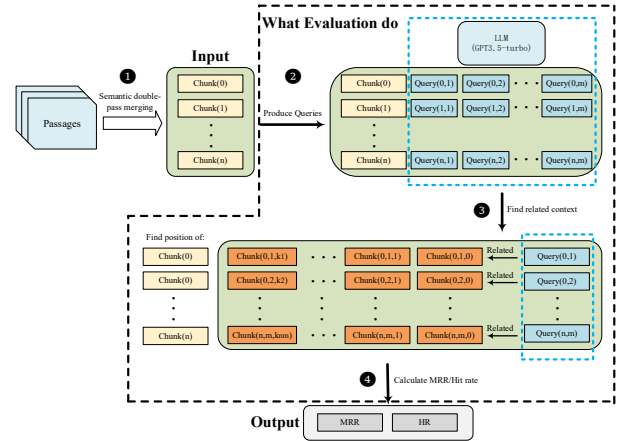 What Evaluation do
LLM
(GPT3.5-turbo)
Input
1
2
Semantic double-
pass merging
Passages
Produce Queries
Chunk(0)
Chunk(1)
Chunk(n)
Chunk(0) Query(0,1) Query(0,2) • • • Query(0,m)
Chunk(1) Query(1,1) Query(1,2) • • • Query(1,m)
Chunk(n) Query(n,1) Query(n,2) • • • Query(n,m)
3
Find related context
Find position of:
Chunk(0) Chunk(0,1,k1) • • • Chunk(0,1,1) Chunk(0,1,0) Related Query(0,1)
Chunk(0) Chunk(0,2,k2) • • • Chunk(0,2,1) Chunk(0,2,0) Related Query(0,2)
Chunk(n) Chunk(n,m,knm) • • • Chunk(n,m,1) Chunk(n,m,0) Related Query(n,m)
4
Calculate MRR/Hit rate
Output
MRR
HR